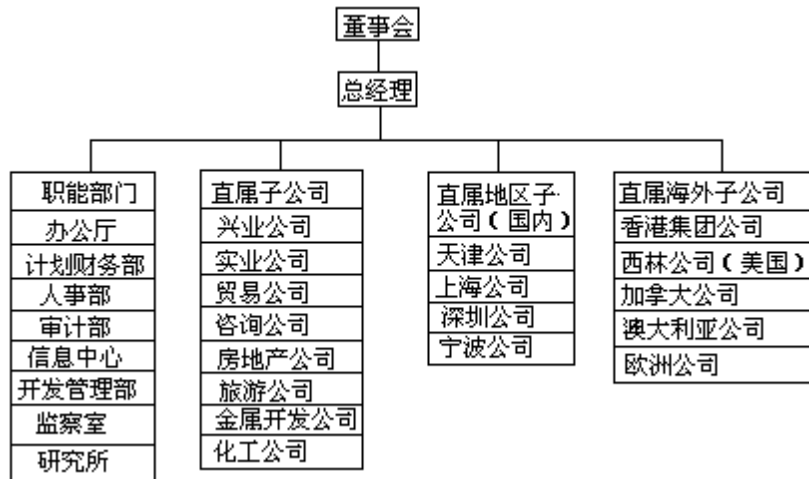 董事会
总经理
职能部门
办公厅
计划财务部
人事部
审计部
信息中心
开发管理部
监察室
研究所
直属子公司
兴业公司
实业公司
贸易公司
咨询公司
房地产公司
旅游公司
金属开发公司
化工公司
直属地区子
公司(国内)
天津公司
上海公司
深圳公司
宁波公司
直属海外子公司
香港集团公司
西林公司(美国)
加拿大公司
澳大利亚公司
欧洲公司